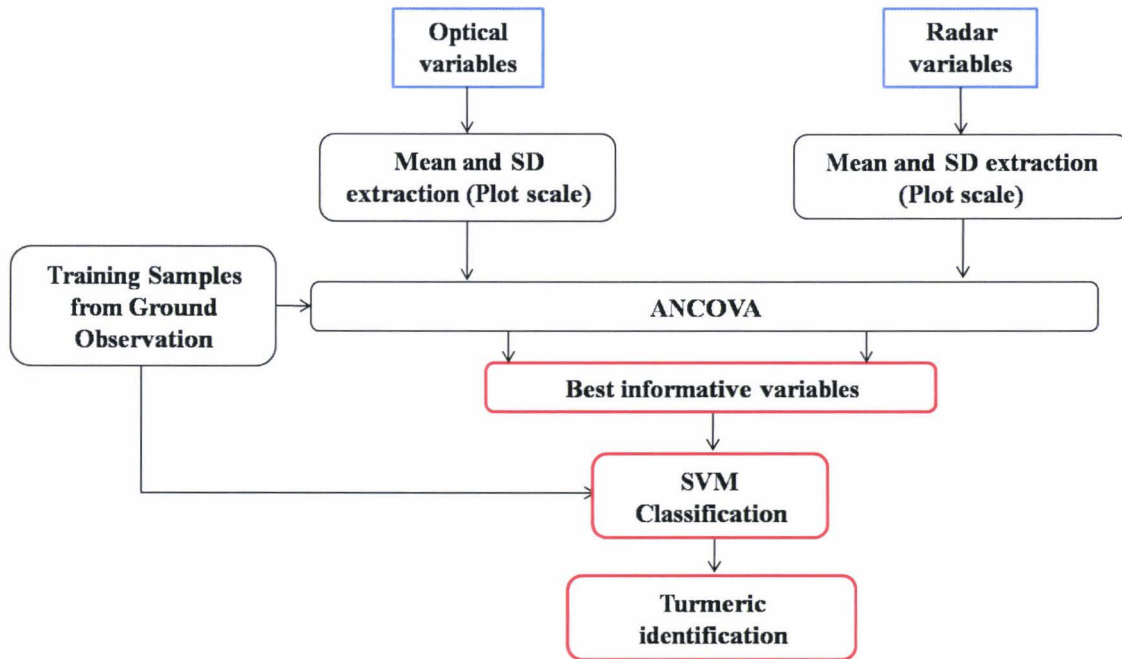 Optical
variables
Radar
variables
Mean and SD
extraction (Plot scale)
Mean and SD extraction
(Plot scale)
Training Samples
from Ground
Observation
ANCOVA
Best informative variables
SVM
Classification
Turmeric
identification